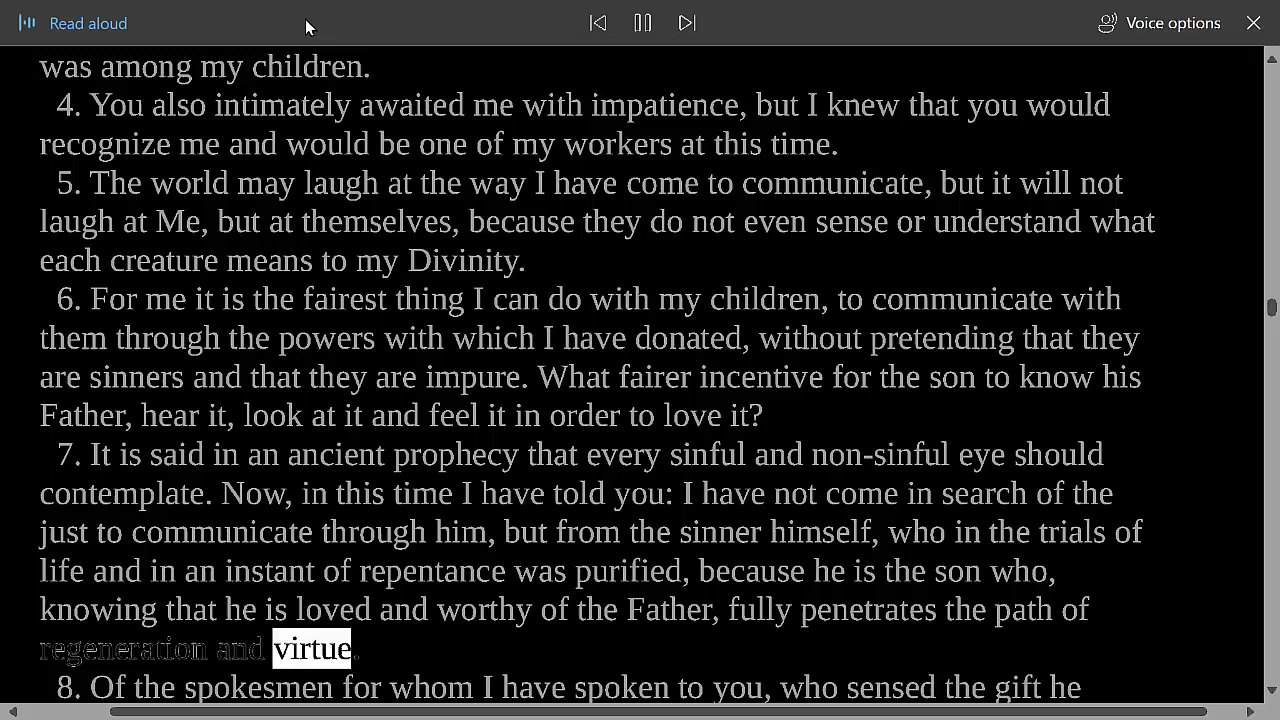 Read aloud
Voice options
was among my children.
4. You also intimately awaited me with impatience, but I knew that you would
recognize me and would be one of my workers at this time.
5. The world may laugh at the way I have come to communicate, but it will not
laugh at Me, but at themselves, because they do not even sense or understand what
each creature means to my Divinity.
6. For me it is the fairest thing I can do with my children, to communicate with
them through the powers with which I have donated, without pretending that they
are sinners and that they are impure. What fairer incentive for the son to know his
Father, hear it, look at it and feel it in order to love it?
7. It is said in an ancient prophecy that every sinful and non-sinful eye should
contemplate. Now, in this time I have told you: I have not come in search of the
just to communicate through him, but from the sinner himself, who in the trials of
life and in an instant of repentance was purified, because he is the son who,
knowing that he is loved and worthy of the Father, fully penetrates the path of
regeneration and virtue.
8. Of the spokesmen for whom I have spoken to you, who sensed the gift he